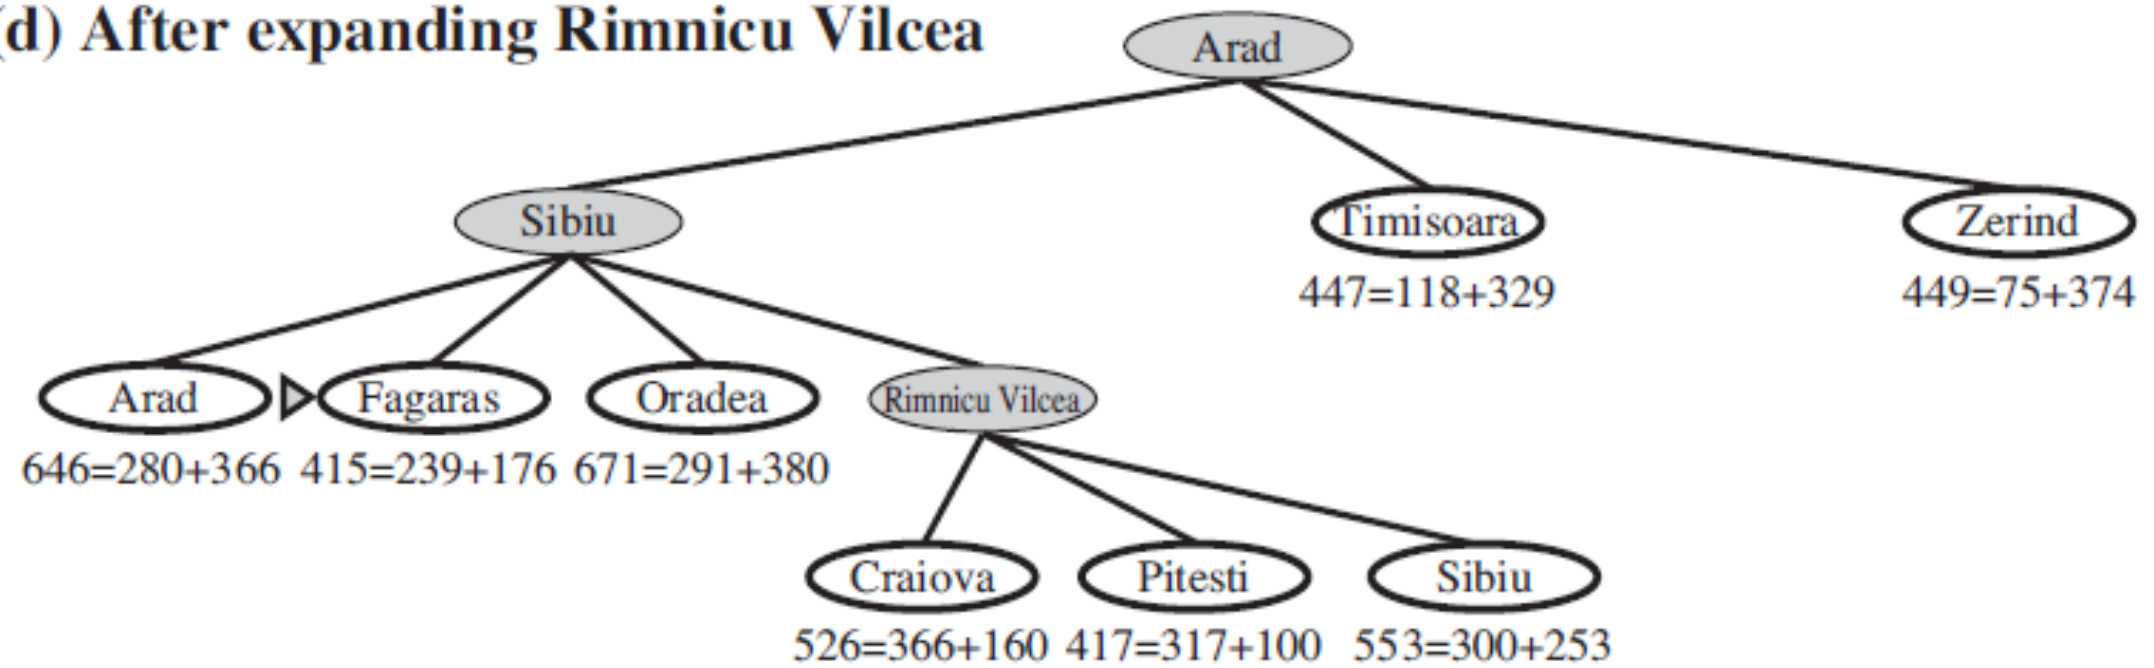 (d) After expanding Rimnicu Vilcea
Arad
Sibiu
Timisoara
Zerind
447=118+329
449=75+374
Arad
Fagaras
Oradea
Rimnicu Vilcea
646=280+366
415=239+176
671=291+380
Craiova
Pitesti
Sibiu
526=366+160
417=317+100
553=300+253